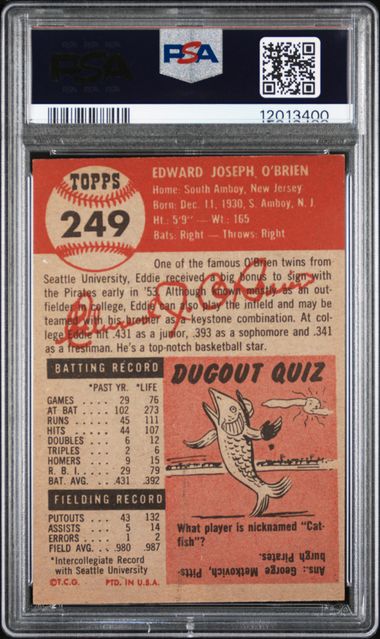 PSA
PSA
12013400
TOPPS
249
EDWARD JOSEPH, O'BRIEN
Home: South Amboy, New Jersey
Born: Dec. 11, 1930, S. Amboy, N. J.
Ht: 5'9" — Wt: 165
Bats: Right - Throws: Right
One of the famous O'Brien twins from
Seattle University, Eddie received a big bonus to sign with
the Pirates early in '53. Although known mostly as an out-
fielder in college, Eddie can also play the infield and may be
teamed with his brother as a keystone combination. At col-
lege Eddie hit .431 as a junior, .393 as a sophomore and .341
as a freshman. He's a top-notch basketball star.
Edward J. O'Brien
BATTING RECORD
*PAST YR. *LIFE
GAMES 29 76
AT BAT 102 273
RUNS 45 111
HITS 44 107
DOUBLES 6 12
TRIPLES 2 6
HOMERS 9 15
R. B. I. 29 79
BAT. AVG. .431 .392
FIELDING RECORD
PUTOUTS 43 132
ASSISTS 5 14
ERRORS 1 2
FIELD AVG. .980 .987
*Intercollegiate Record
with Seattle University
©T.C.G. PTD. IN U.S.A.
DUGOUT QUIZ
What player is nicknamed "Cat-
fish"?
Ans.: George Metkovich, Pitts-
burgh Pirates.